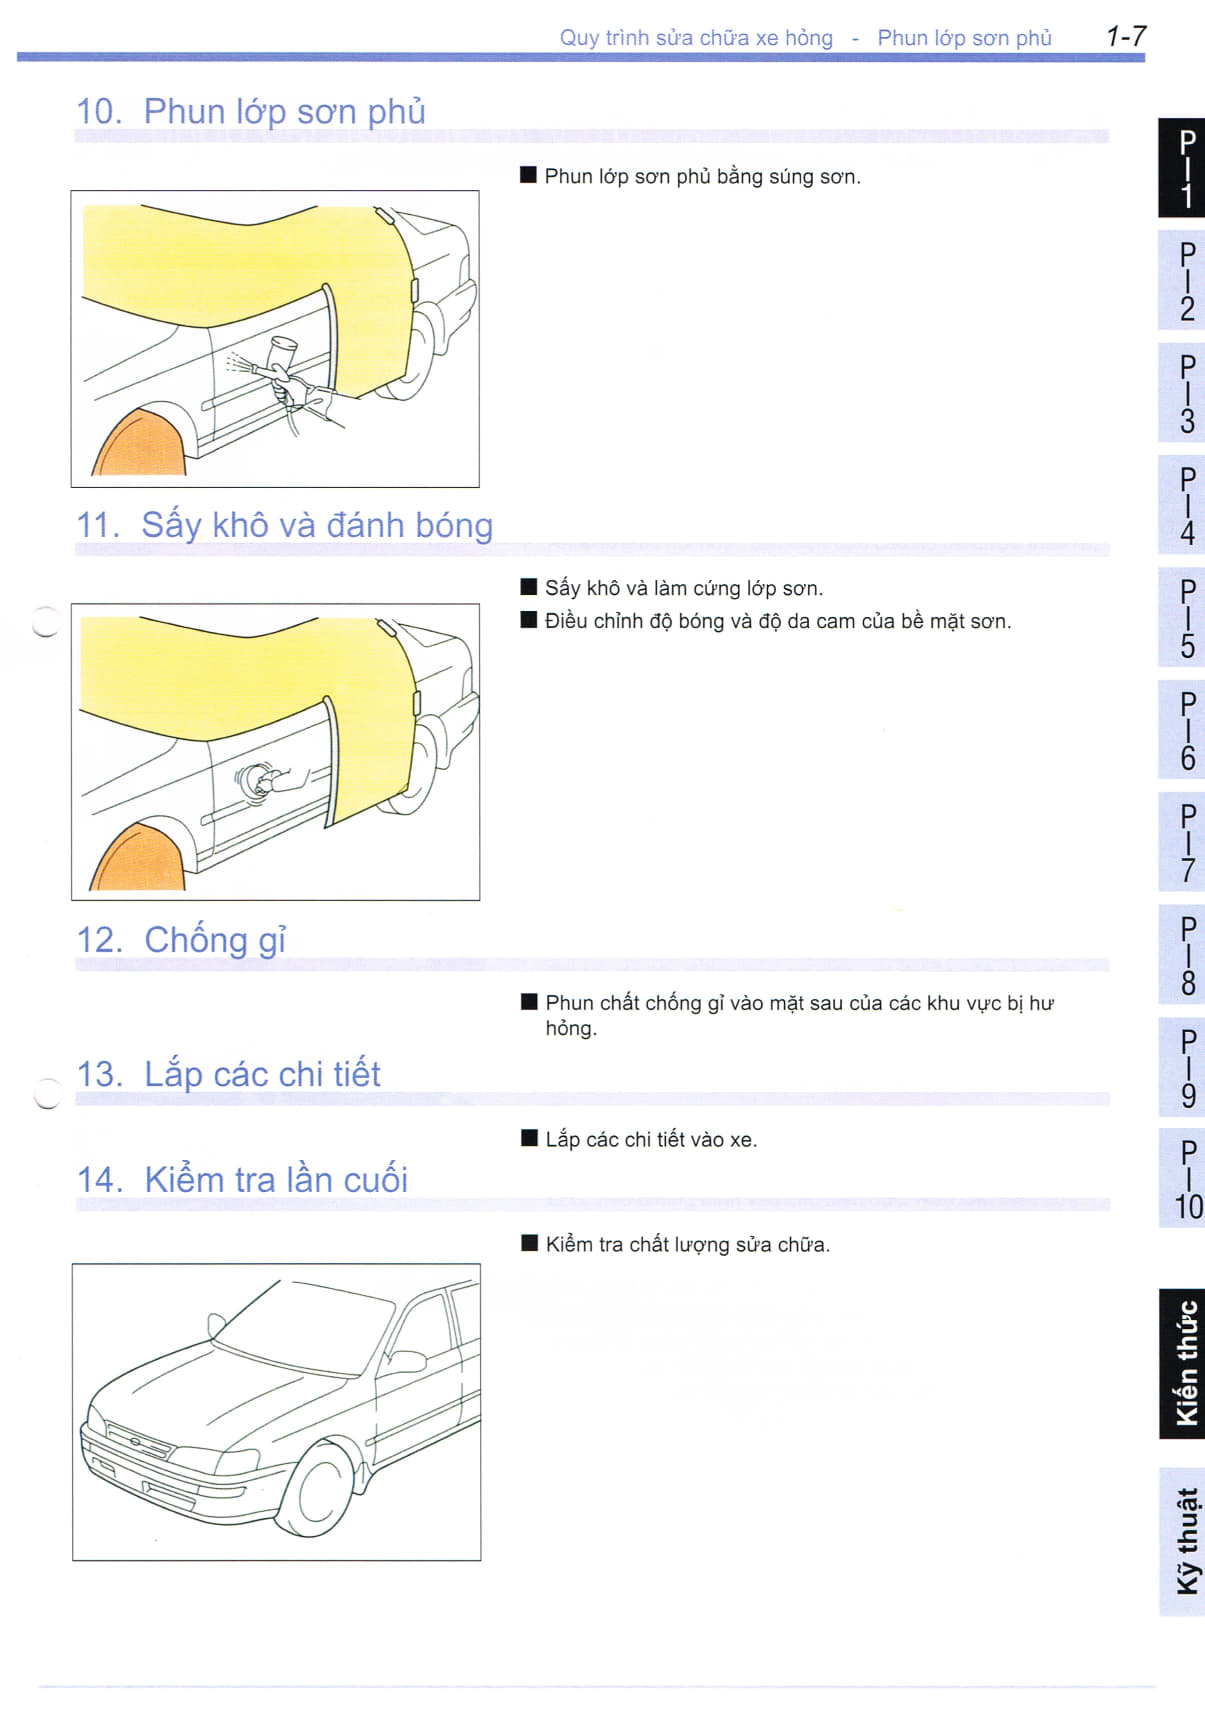 Quy trình sửa chữa xe hỏng - Phun lớp sơn phủ 1-7
10. Phun lớp sơn phủ
■ Phun lớp sơn phủ bằng súng sơn.
11. Sấy khô và đánh bóng
■ Sấy khô và làm cứng lớp sơn.
■ Điều chỉnh độ bóng và độ da cam của bề mặt sơn.
12. Chống gỉ
■ Phun chất chống gỉ vào mặt sau của các khu vực bị hư
hỏng.
13. Lắp các chi tiết
■ Lắp các chi tiết vào xe.
14. Kiểm tra lần cuối
■ Kiểm tra chất lượng sửa chữa.
P-1
P-2
P-3
P-4
P-5
P-6
P-7
P-8
P-9
P-10
Kiến thức
Kỹ thuật